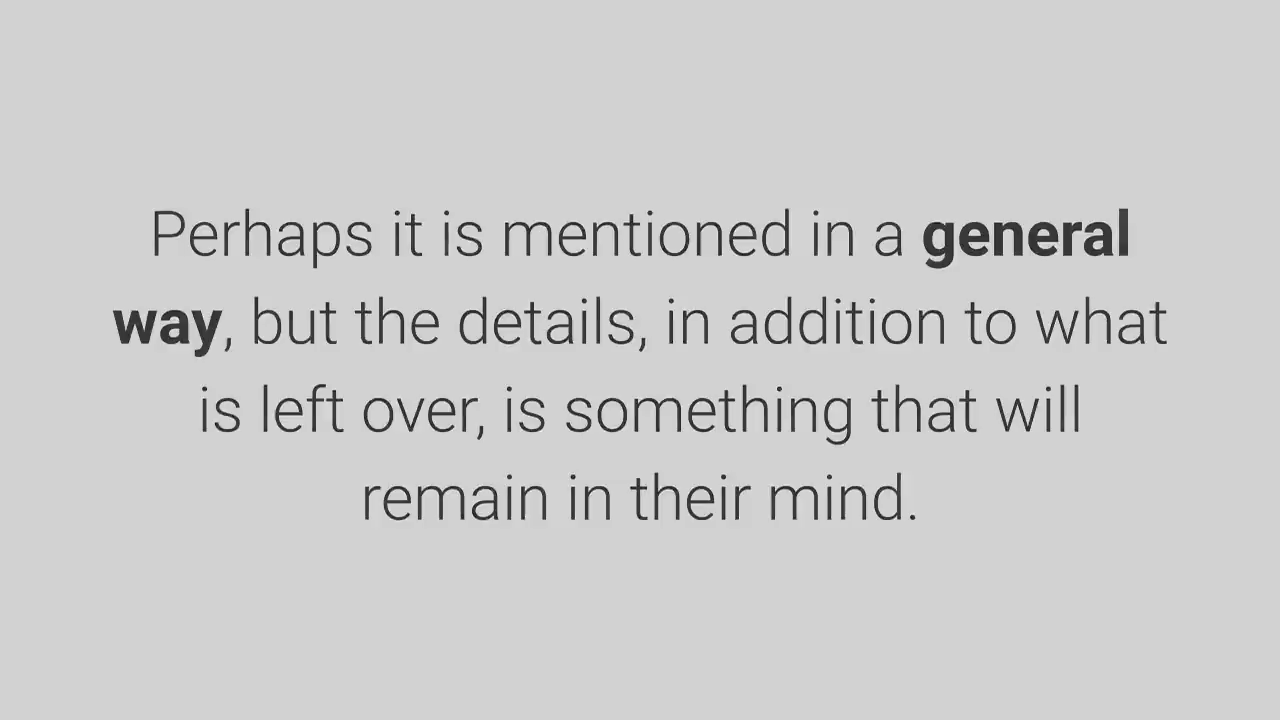 Perhaps it is mentioned in a general
way, but the details, in addition to what
is left over, is something that will
remain in their mind.